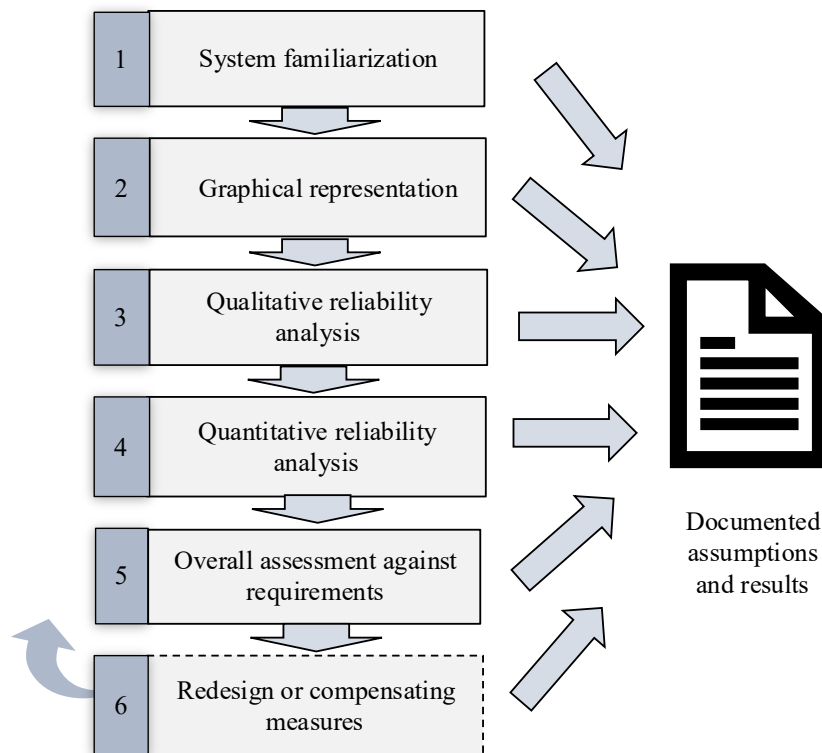 1
System familiarization
2
Graphical representation
3
Qualitative reliability
analysis
4
Quantitative reliability
analysis
5
Overall assessment against
requirements
6
Redesign or compensating
measures
Documented
assumptions
and results